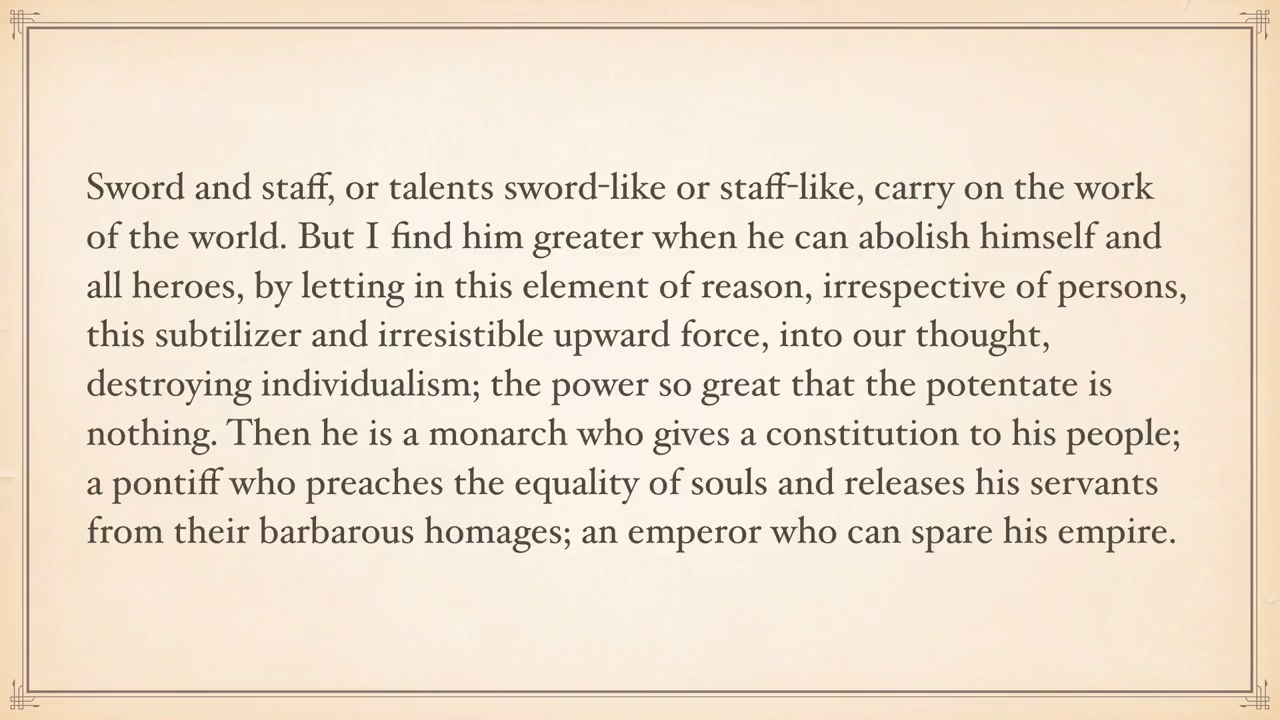 Sword and staff, or talents sword-like or staff-like, carry on the work
of the world. But I find him greater when he can abolish himself and
all heroes, by letting in this element of reason, irrespective of persons,
this subtilizer and irresistible upward force, into our thought,
destroying individualism; the power so great that the potentate is
nothing. Then he is a monarch who gives a constitution to his people;
a pontiff who preaches the equality of souls and releases his servants
from their barbarous homages; an emperor who can spare his empire.